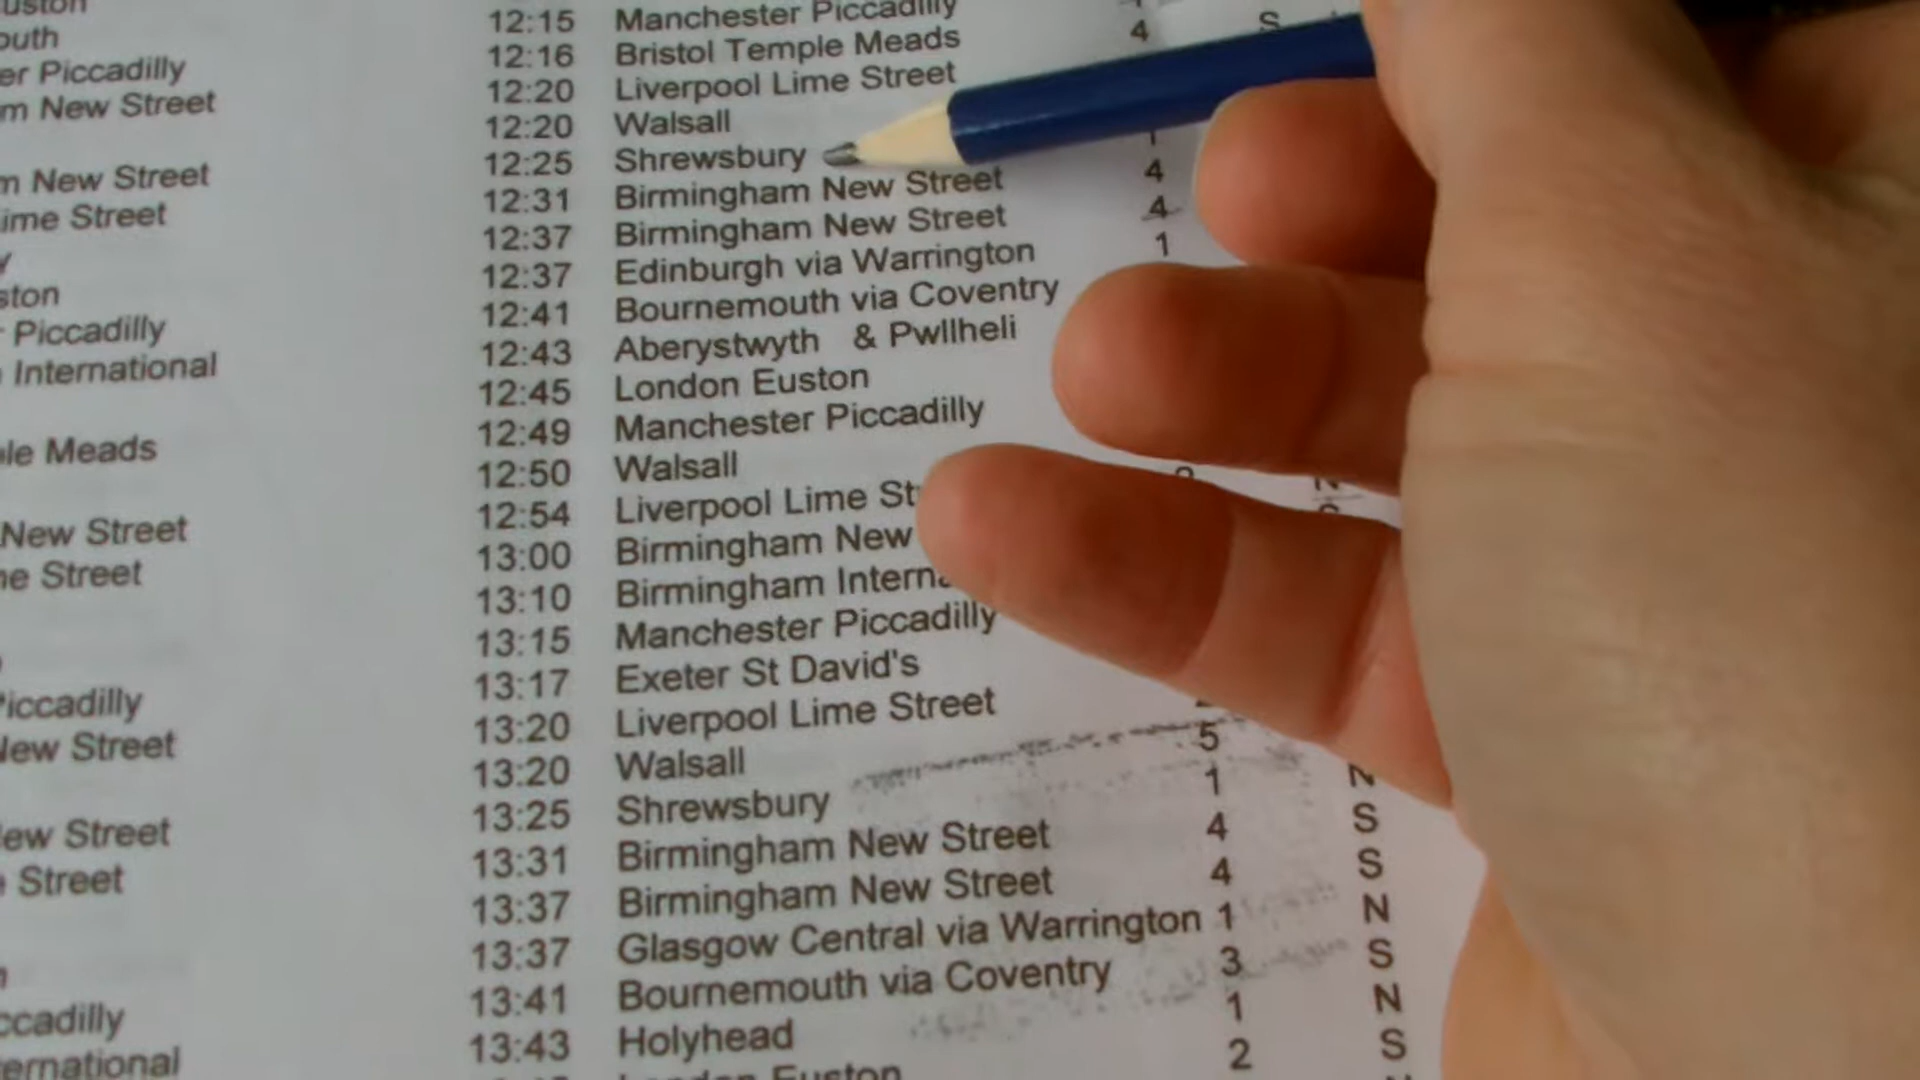 uston
outh
er Piccadilly
m New Street
m New Street
ime Street
y
ston
r Piccadilly
International
ole Meads
New Street
ne Street
Piccadilly
New Street
New Street
e Street
ccadilly
ernational
12:15 Manchester Piccadilly
12:16 Bristol Temple Meads 4 S
12:20 Liverpool Lime Street
12:20 Walsall
12:25 Shrewsbury 1
12:31 Birmingham New Street 4
12:37 Birmingham New Street 4
12:37 Edinburgh via Warrington 1
12:41 Bournemouth via Coventry
12:43 Aberystwyth & Pwllheli
12:45 London Euston
12:49 Manchester Piccadilly
12:50 Walsall
12:54 Liverpool Lime St
13:00 Birmingham New
13:10 Birmingham Interna
13:15 Manchester Piccadilly
13:17 Exeter St David's
13:20 Liverpool Lime Street
13:20 Walsall 5
13:25 Shrewsbury 1 N
13:31 Birmingham New Street 4 S
13:37 Birmingham New Street 4 S
13:37 Glasgow Central via Warrington 1 N
13:41 Bournemouth via Coventry 3 S
13:43 Holyhead 1 N
London Euston 2 S